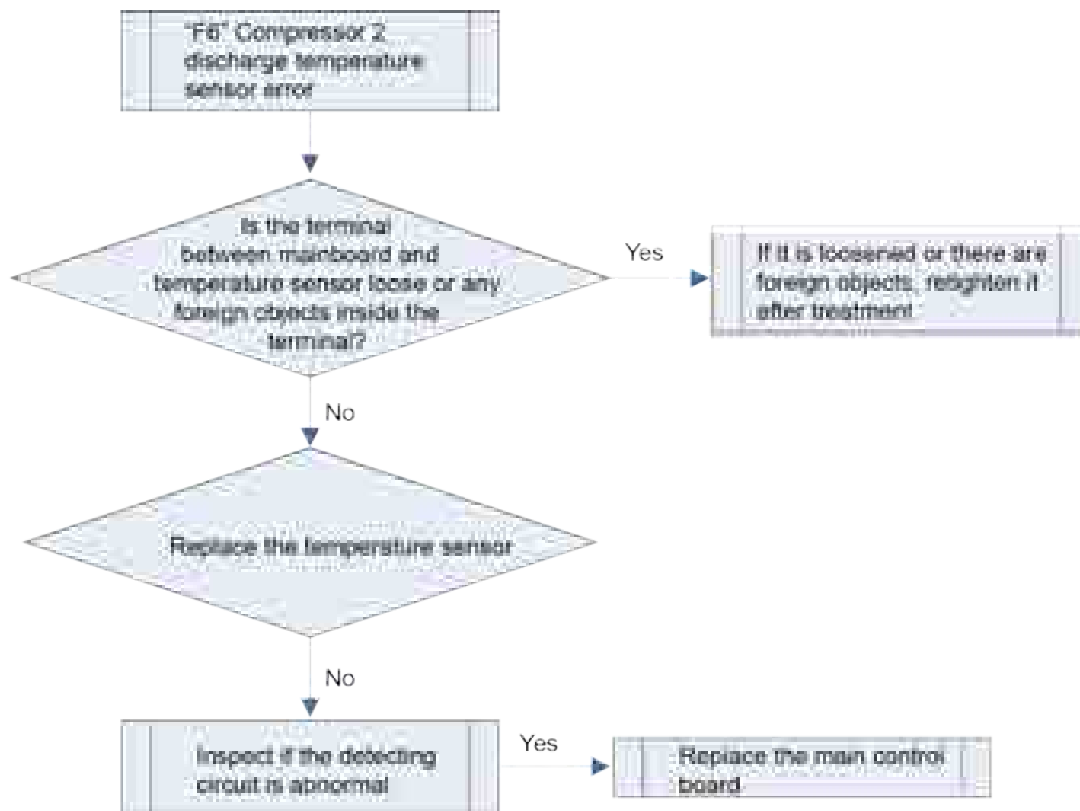 "F6" Compressor 2
discharge temperature
sensor error
Is the terminal
between mainboard and
temperature sensor loose or any
foreign objects inside the
terminal?
Yes
If it is loosened or there are
foreign objects, retighten it
after treatment
No
Replace the temperature sensor
No
Inspect if the detecting
circuit is abnormal
Yes
Replace the main control
board